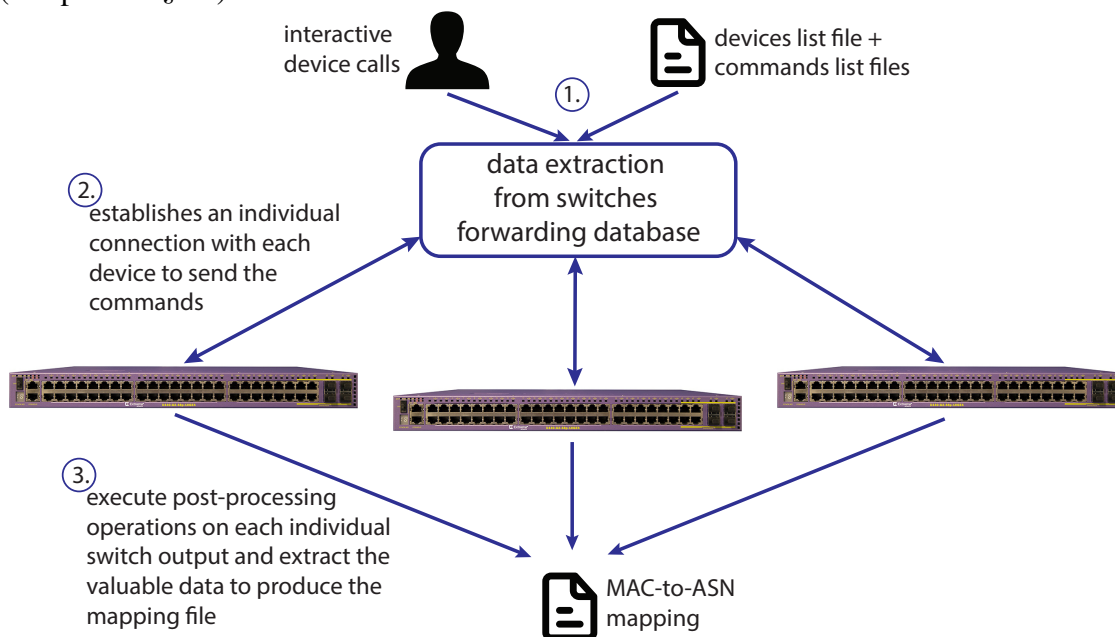 interactive
device calls
devices list file +
commands list files
1.
data extraction
from switches
forwarding database
2.
establishes an individual
connection with each
device to send the
commands
3.
execute post-processing
operations on each individual
switch output and extract the
valuable data to produce the
mapping file
MAC-to-ASN
mapping